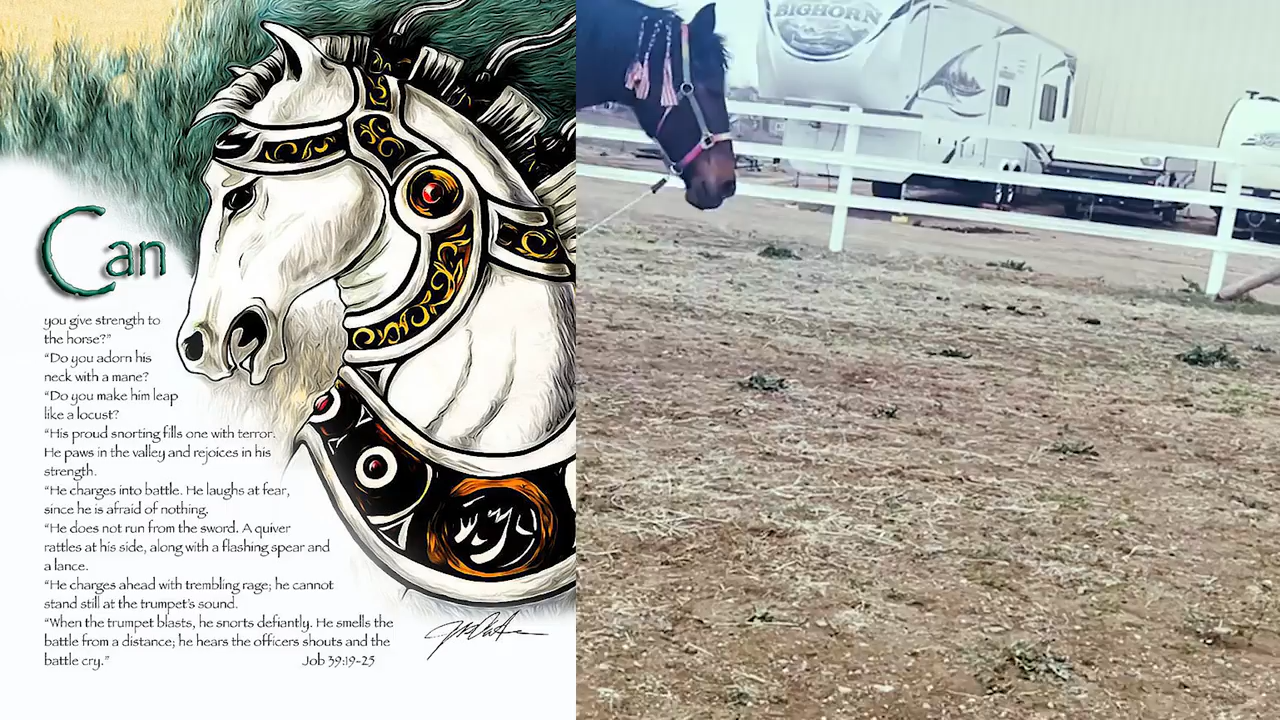 Can
you give strength to
the horse?"
"Do you adorn his
neck with a mane?
"Do you make him leap
like a locust?
"His proud snorting fills one with terror.
He paws in the valley and rejoices in his
strength.
"He charges into battle. He laughs at fear,
since he is afraid of nothing.
"He does not run from the sword. A quiver
rattles at his side, along with a flashing spear and
a lance.
"He charges ahead with trembling rage; he cannot
stand still at the trumpet's sound.
"When the trumpet blasts, he snorts defiantly. He smells the
battle from a distance; he hears the officers shouts and the
battle cry."
Job 39:19-25
BIGHORN